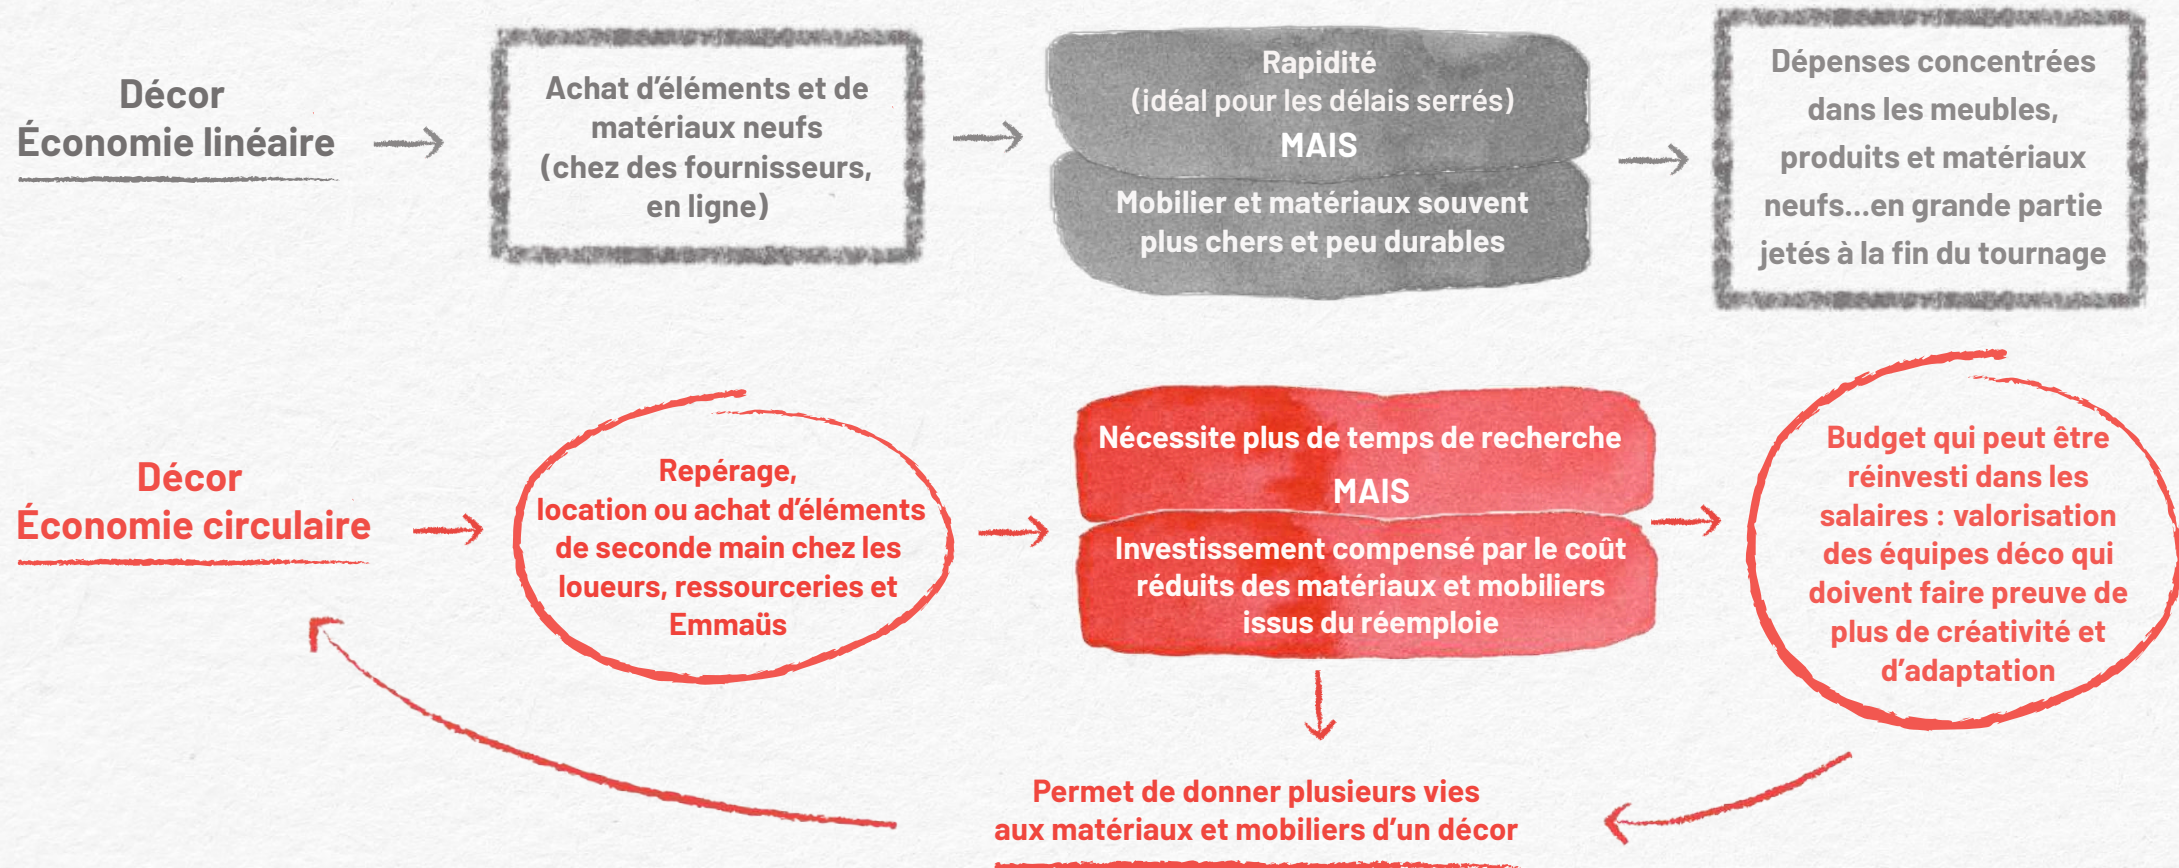 Décor
Économie linéaire
Achat d'éléments et de
matériaux neufs
(chez des fournisseurs,
en ligne)
Rapidité
(idéal pour les délais serrés)
MAIS
Mobilier et matériaux souvent
plus chers et peu durables
Dépenses concentrées
dans les meubles,
produits et matériaux
neufs...en grande partie
jetés à la fin du tournage
Décor
Économie circulaire
Repérage,
location ou achat d'éléments
de seconde main chez les
loueurs, ressourceries et
Emmaüs
Nécessite plus de temps de recherche
MAIS
Investissement compensé par le coût
réduits des matériaux et mobiliers
issus du réemploie
Budget qui peut être
réinvesti dans les
salaires : valorisation
des équipes déco qui
doivent faire preuve de
plus de créativité et
d'adaptation
Permet de donner plusieurs vies
aux matériaux et mobiliers d'un décor